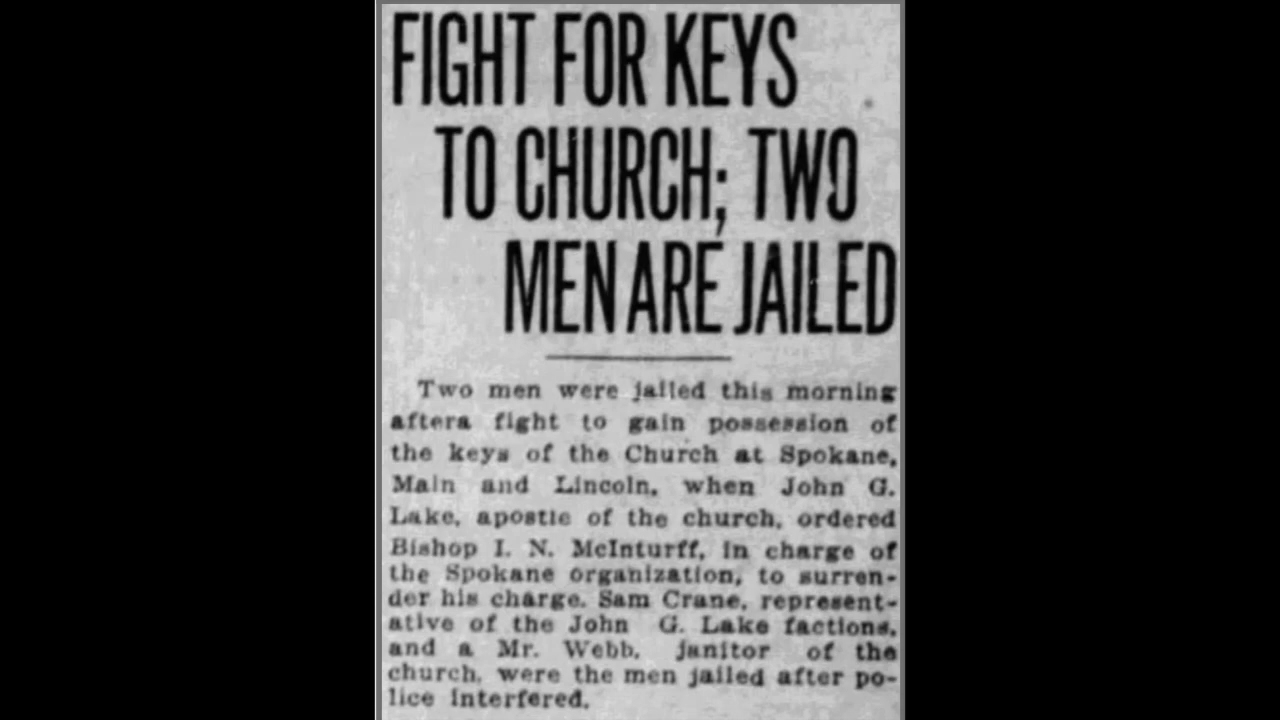 FIGHT FOR KEYS
TO CHURCH; TWO
MEN ARE JAILED
Two men were jailed this morning
aftera fight to gain possession of
the keys of the Church at Spokane,
Main and Lincoln, when John G.
Lake, apostle of the church, ordered
Bishop I. N. McInturff, in charge of
the Spokane organization, to surren-
der his charge. Sam Crane, represent-
ative of the John G. Lake factions,
and a Mr. Webb, janitor of the
church, were the men jailed after po-
lice interfered.